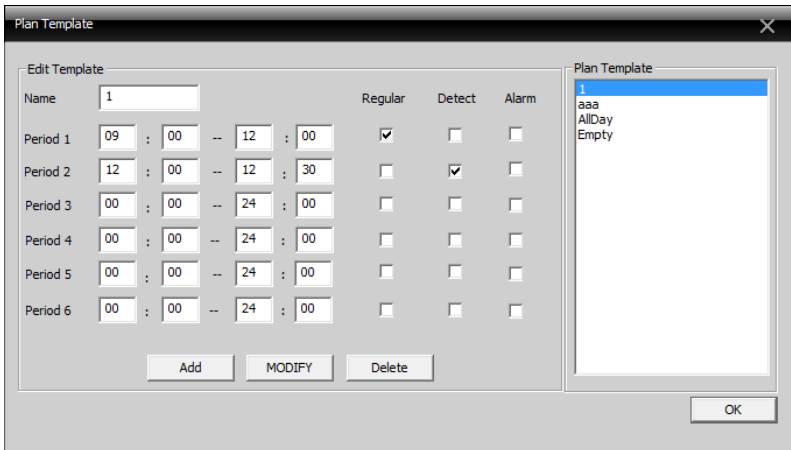 Plan Template
Edit Template
Name 1 Regular Detect Alarm
Period 1 09 : 00 -- 12 : 00
Period 2 12 : 00 -- 12 : 30
Period 3 00 : 00 -- 24 : 00
Period 4 00 : 00 -- 24 : 00
Period 5 00 : 00 -- 24 : 00
Period 6 00 : 00 -- 24 : 00
Add MODIFY Delete
Plan Template
1
aaa
AllDay
Empty
OK